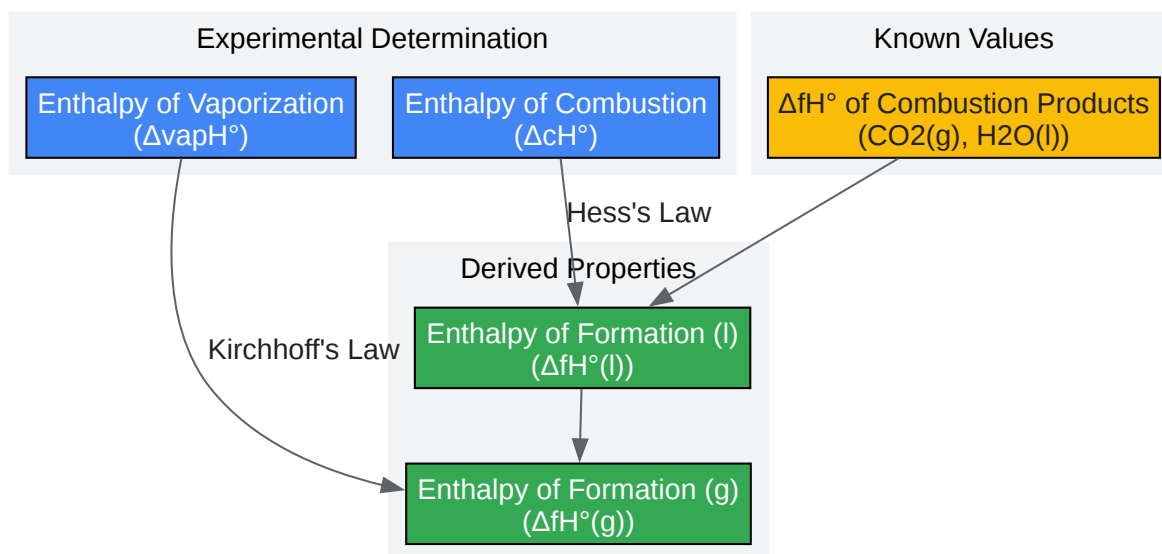 Experimental Determination
Known Values
Enthalpy of Vaporization
(ΔvapH°)
Enthalpy of Combustion
(ΔcH°)
ΔfH° of Combustion Products
(CO2(g), H2O(l))
Hess's Law
Derived Properties
Enthalpy of Formation (l)
(ΔfH°(l))
Kirchhoff's Law
Enthalpy of Formation (g)
(ΔfH°(g))